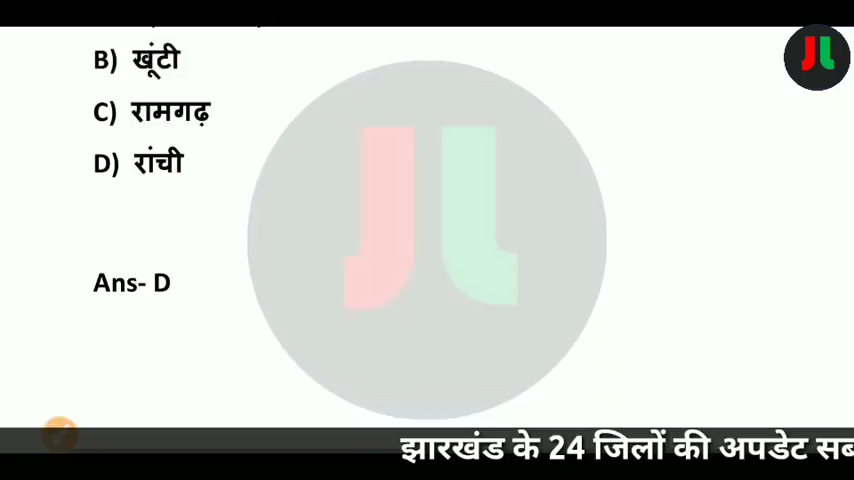 B) खूंटी
C) रामगढ़
D) रांची
Ans- D
झारखंड के 24 जिलों की अपडेट